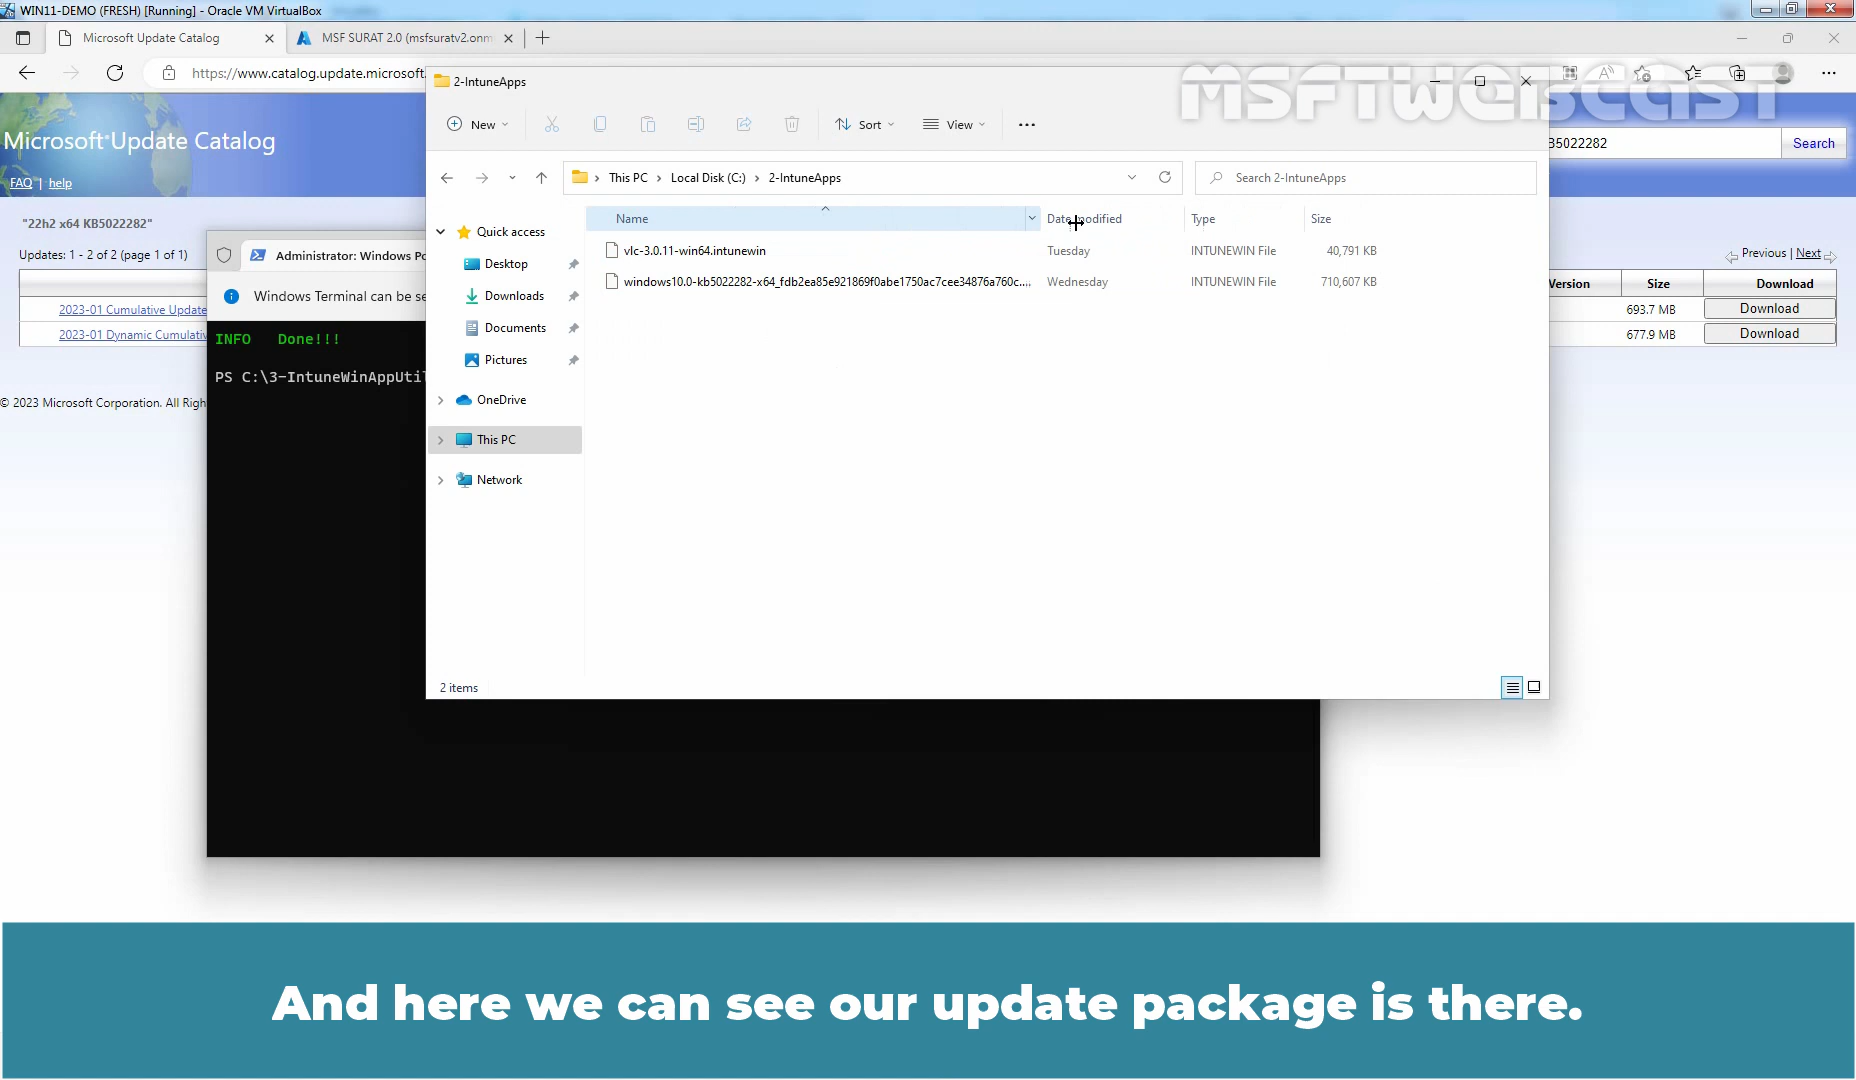 WIN11-DEMO (FRESH) [Running] - Oracle VM VirtualBox
Microsoft Update Catalog
MSF SURAT 2.0 (msfsuratv2.onm
https://www.catalog.update.microsoft.
MSFTWEBCAST
Microsoft Update Catalog
FAQ | help
B5022282
Search
"22h2 x64 KB5022282"
Updates: 1 - 2 of 2 (page 1 of 1)
Previous | Next
Version
Size
Download
2023-01 Cumulative Update
693.7 MB
Download
2023-01 Dynamic Cumulativ
677.9 MB
Download
© 2023 Microsoft Corporation. All Righ
Administrator: Windows Po
Windows Terminal can be se
INFO Done!!!
PS C:\3-IntuneWinAppUtil
2-IntuneApps
New
Sort
View
This PC
Local Disk (C:)
2-IntuneApps
Search 2-IntuneApps
Quick access
Desktop
Downloads
Documents
Pictures
OneDrive
This PC
Network
Name
Date modified
Type
Size
vlc-3.0.11-win64.intunewin
Tuesday
INTUNEWIN File
40,791 KB
windows10.0-kb5022282-x64_fdb2ea85e921869f0abe1750ac7cee34876a760c....
Wednesday
INTUNEWIN File
710,607 KB
2 items
And here we can see our update package is there.